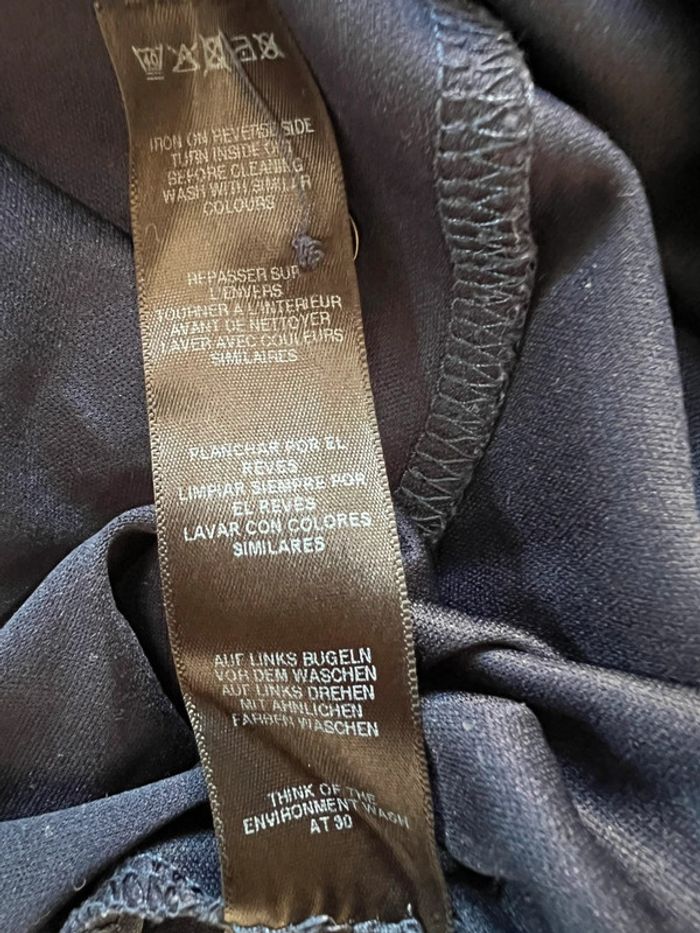 40
IRON ON REVERSE SIDE
TURN INSIDE OUT
BEFORE CLEANING
WASH WITH SIMILAR
COLOURS
REPASSER SUR
L'ENVERS
TOURNER A L'INTERIEUR
AVANT DE NETTOYER
LAVER AVEC COULEURS
SIMILAIRES
PLANCHAR POR EL
REVES
LIMPIAR SIEMPRE POR
EL REVES
LAVAR CON COLORES
SIMILARES
AUF LINKS BUGELN
VOR DEM WASCHEN
AUF LINKS DREHEN
MIT AHNLICHEN
FARBEN WASCHEN
THINK OF THE
ENVIRONMENT WASH
AT 30